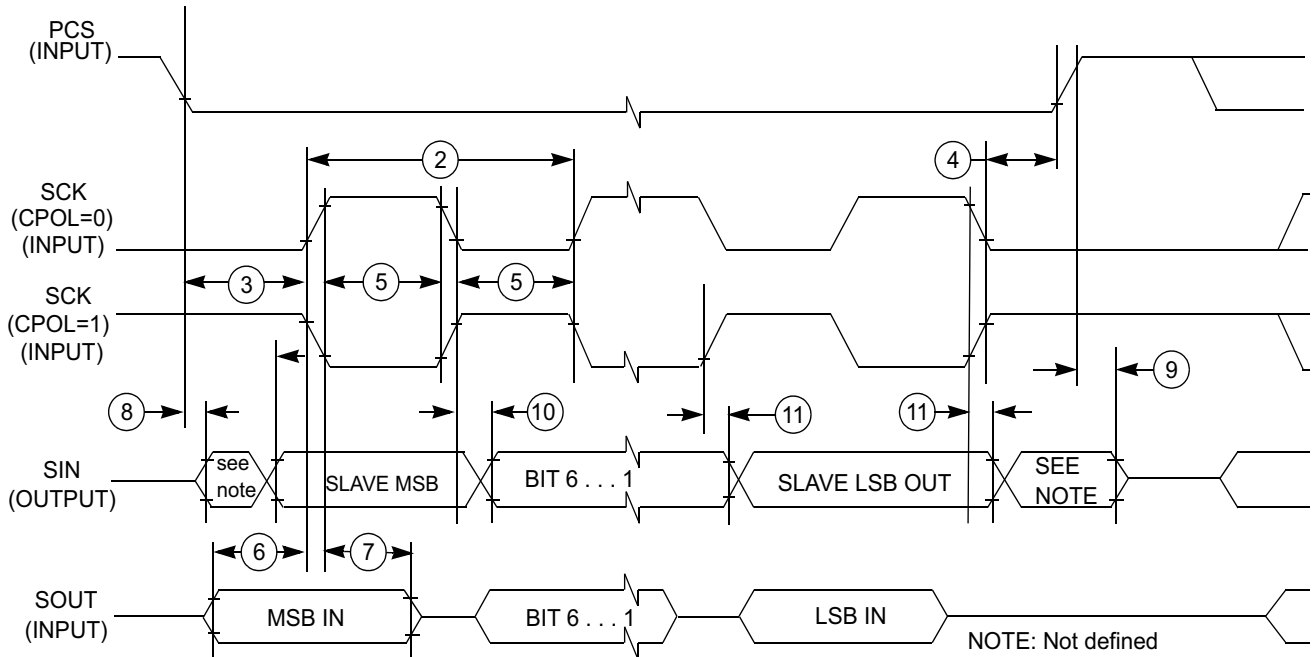 PCS
(INPUT)
2
4
SCK
(CPOL=0)
(INPUT)
3
5
5
SCK
(CPOL=1)
(INPUT)
9
8
10
11
11
SIN
(OUTPUT)
see
note
SLAVE MSB
BIT 6 . . . 1
SLAVE LSB OUT
SEE
NOTE
6
7
SOUT
(INPUT)
MSB IN
BIT 6 . . . 1
LSB IN
NOTE: Not defined